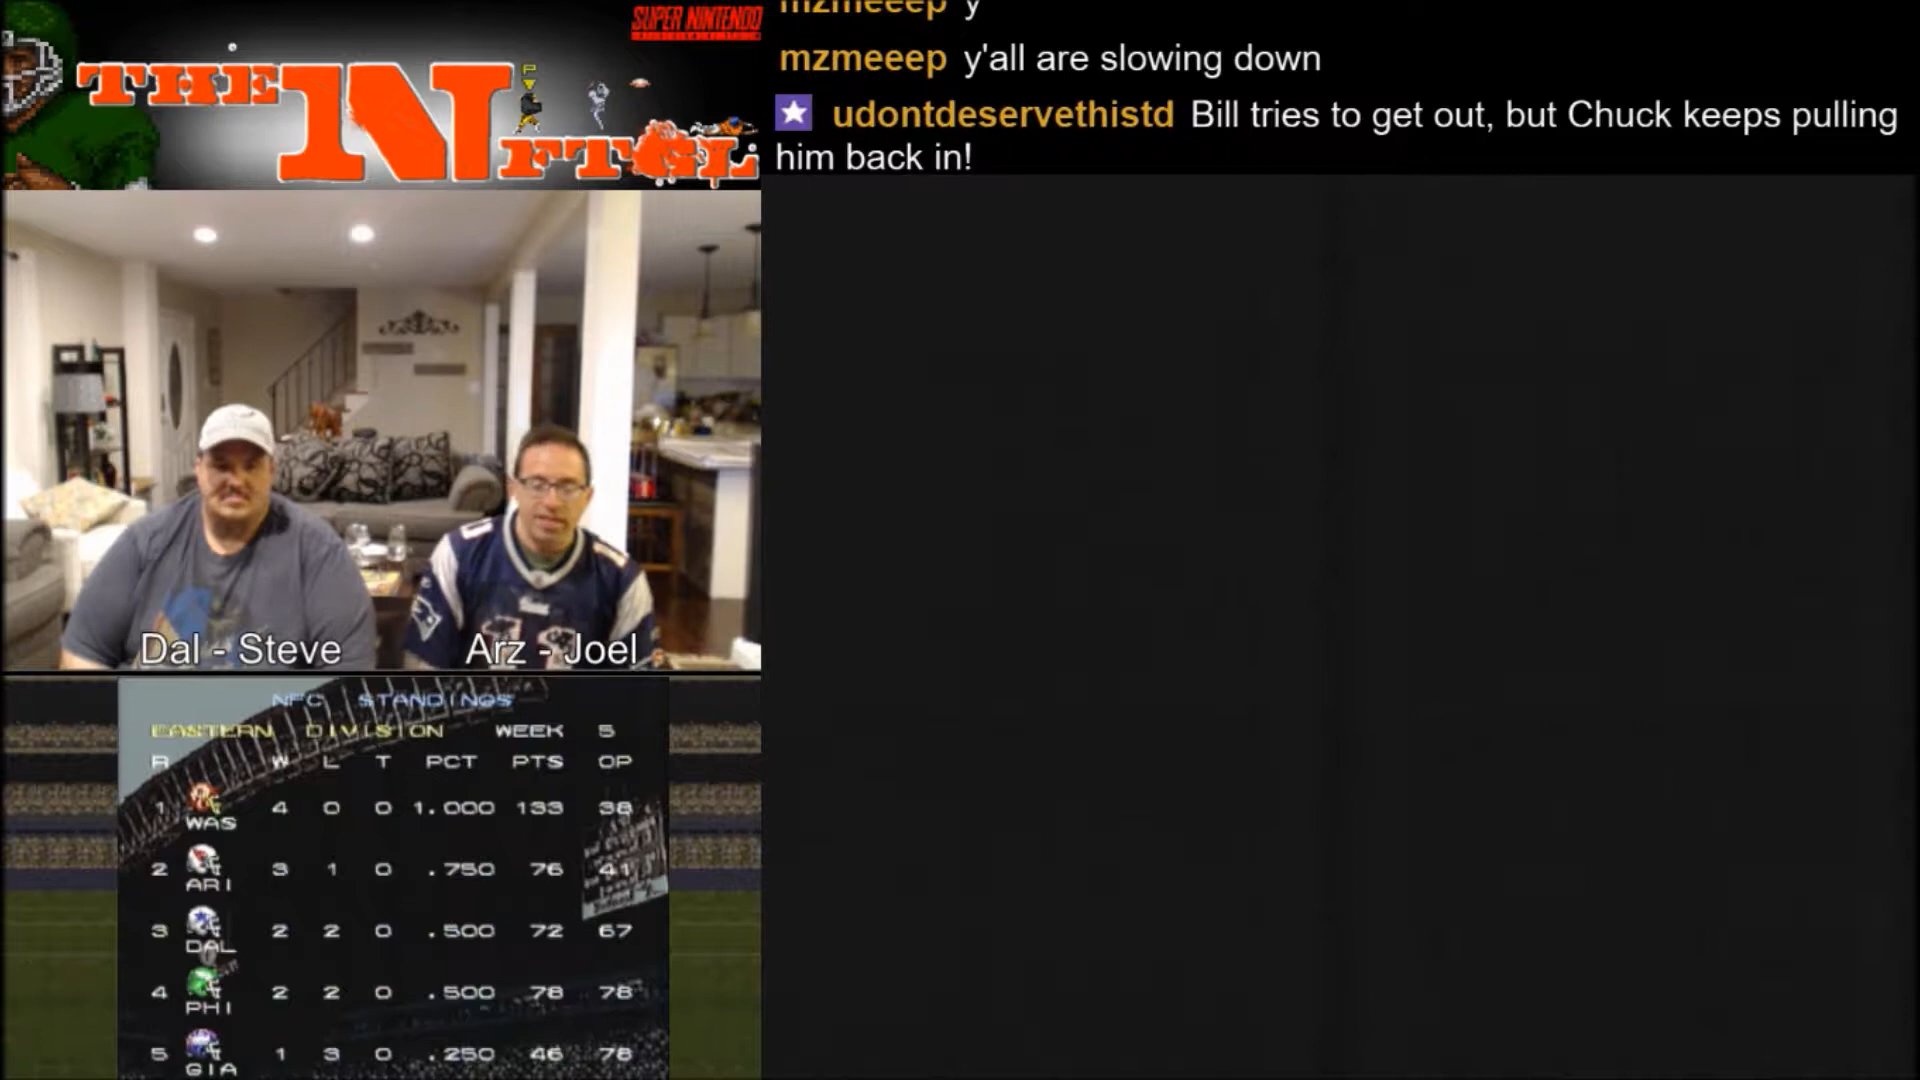 SUPER NINTENDO
THE NFTCL
mzmeeep y
mzmeeep y'all are slowing down
udontdeservethistd Bill tries to get out, but Chuck keeps pulling
him back in!
Dal - Steve
Arz - Joel
NFC STANDINGS
EASTERN DIVISION WEEK 5
R W L T PCT PTS OP
1 WAS 4 0 0 1.000 133 38
2 ARI 3 1 0 .750 76 41
3 DAL 2 2 0 .500 72 67
4 PHI 2 2 0 .500 78 78
5 GIA 1 3 0 .250 46 78